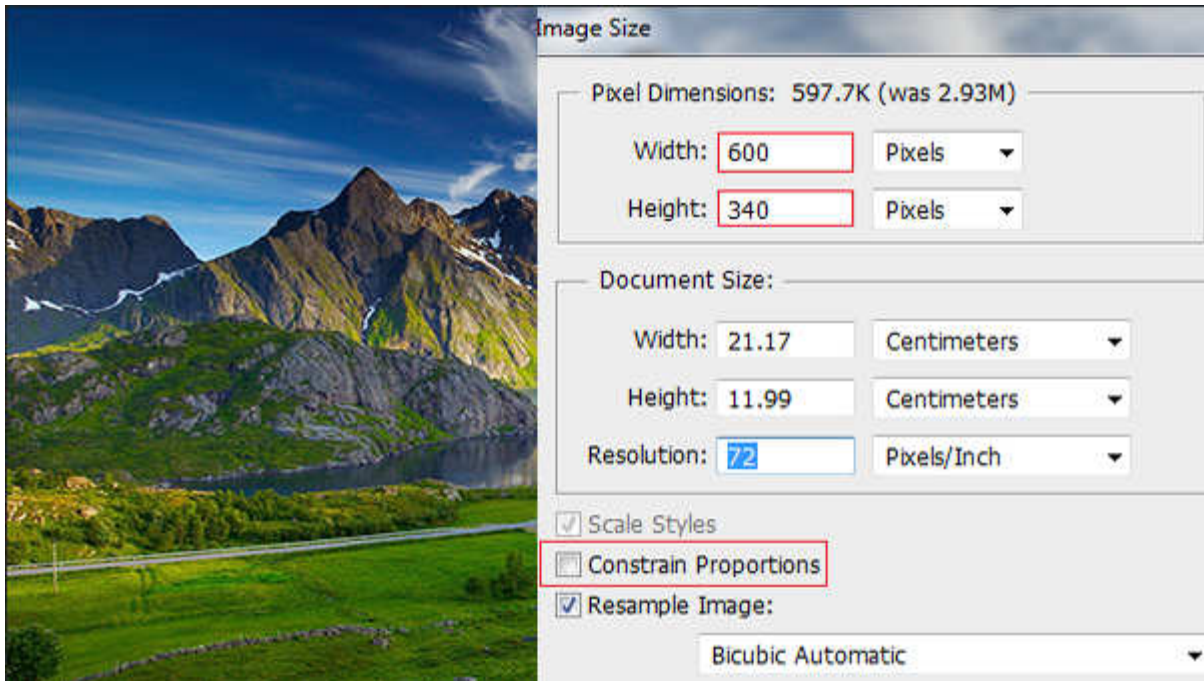 Image Size
Pixel Dimensions: 597.7K (was 2.93M)
Width: 600 Pixels
Height: 340 Pixels
Document Size:
Width: 21.17 Centimeters
Height: 11.99 Centimeters
Resolution: 72 Pixels/Inch
Scale Styles
Constrain Proportions
Resample Image:
Bicubic Automatic